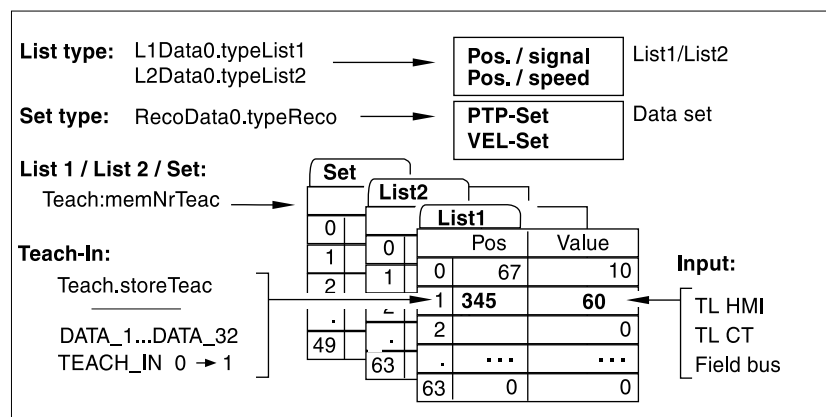 List type: L1Data0.typeList1
L2Data0.typeList2
Pos. / signal
Pos. / speed
List1/List2
Set type: RecoData0.typeReco
PTP-Set
VEL-Set
Data set
List 1 / List 2 / Set:
Teach:memNrTeac
Set
0
1
2
.
49
List2
0
1
2
.
63
List1
Pos Value
0 67 10
1 345 60
2 0
. ... ...
63 0 0
Teach-In:
Teach.storeTeac
DATA_1...DATA_32
TEACH_IN 0 → 1
Input:
TL HMI
TL CT
Field bus